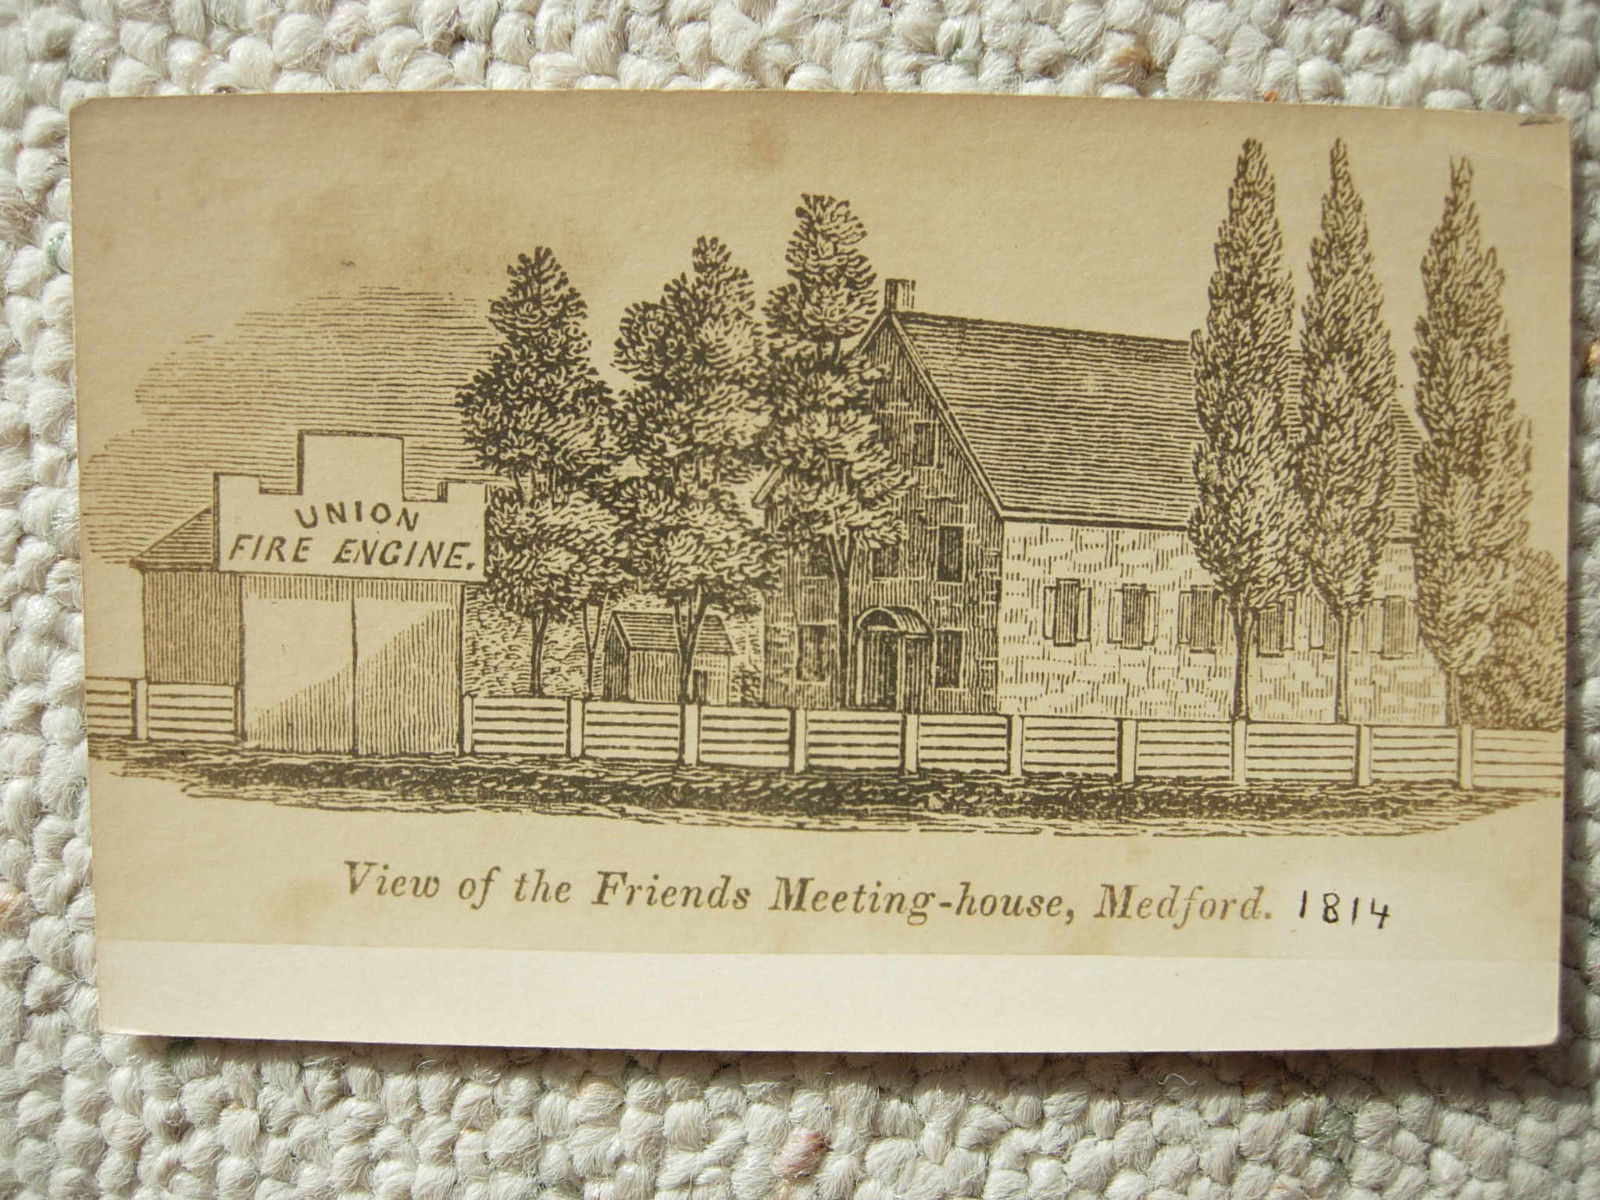 UNION
FIRE ENGINE.
View of the Friends Meeting-house, Medford. 1814